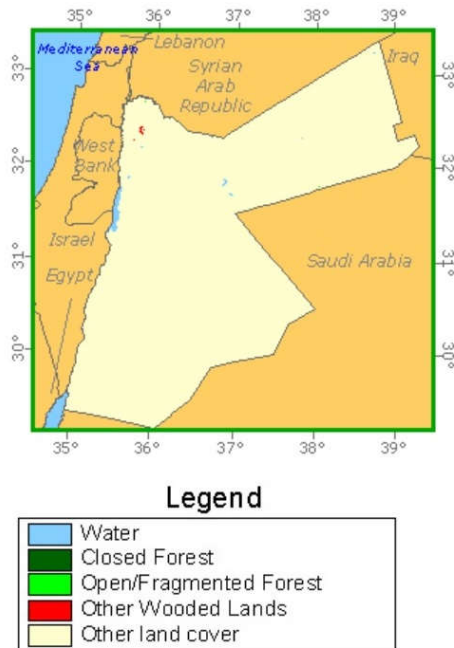 35° 36° 37° 38° 39°
Mediterranean
Sea
Lebanon
Syrian
Arab
Republic
Iraq
33°
33°
32°
32°
West
Bank
Israel
Egypt
Saudi Arabia
31°
31°
30°
30°
35° 36° 37° 38° 39°
Legend
Water
Closed Forest
Open/Fragmented Forest
Other Wooded Lands
Other land cover